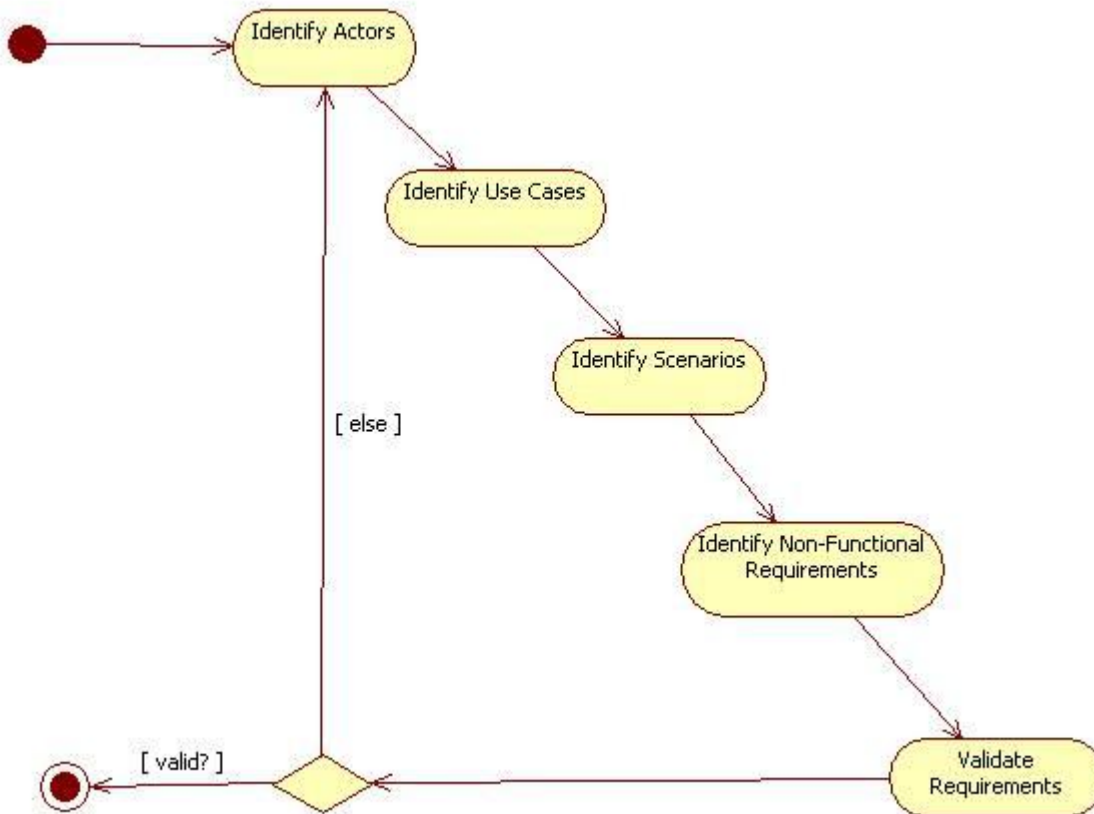 Identify Actors
Identify Use Cases
Identify Scenarios
[ else ]
Identify Non-Functional
Requirements
[ valid? ]
Validate
Requirements